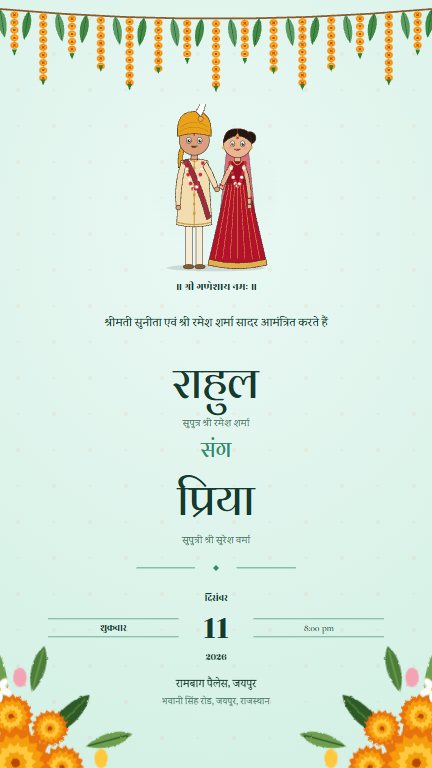 ॥ श्री गणेशाय नमः ॥
श्रीमती सुनीता एवं श्री रमेश शर्मा सादर आमंत्रित करते हैं
राहुल
सुपुत्र श्री रमेश शर्मा
संग
प्रिया
सुपुत्री श्री सुरेश वर्मा
दिसंबर
शुक्रवार 11 8:00 pm
2026
रामबाग पैलेस, जयपुर
भवानी सिंह रोड, जयपुर, राजस्थान